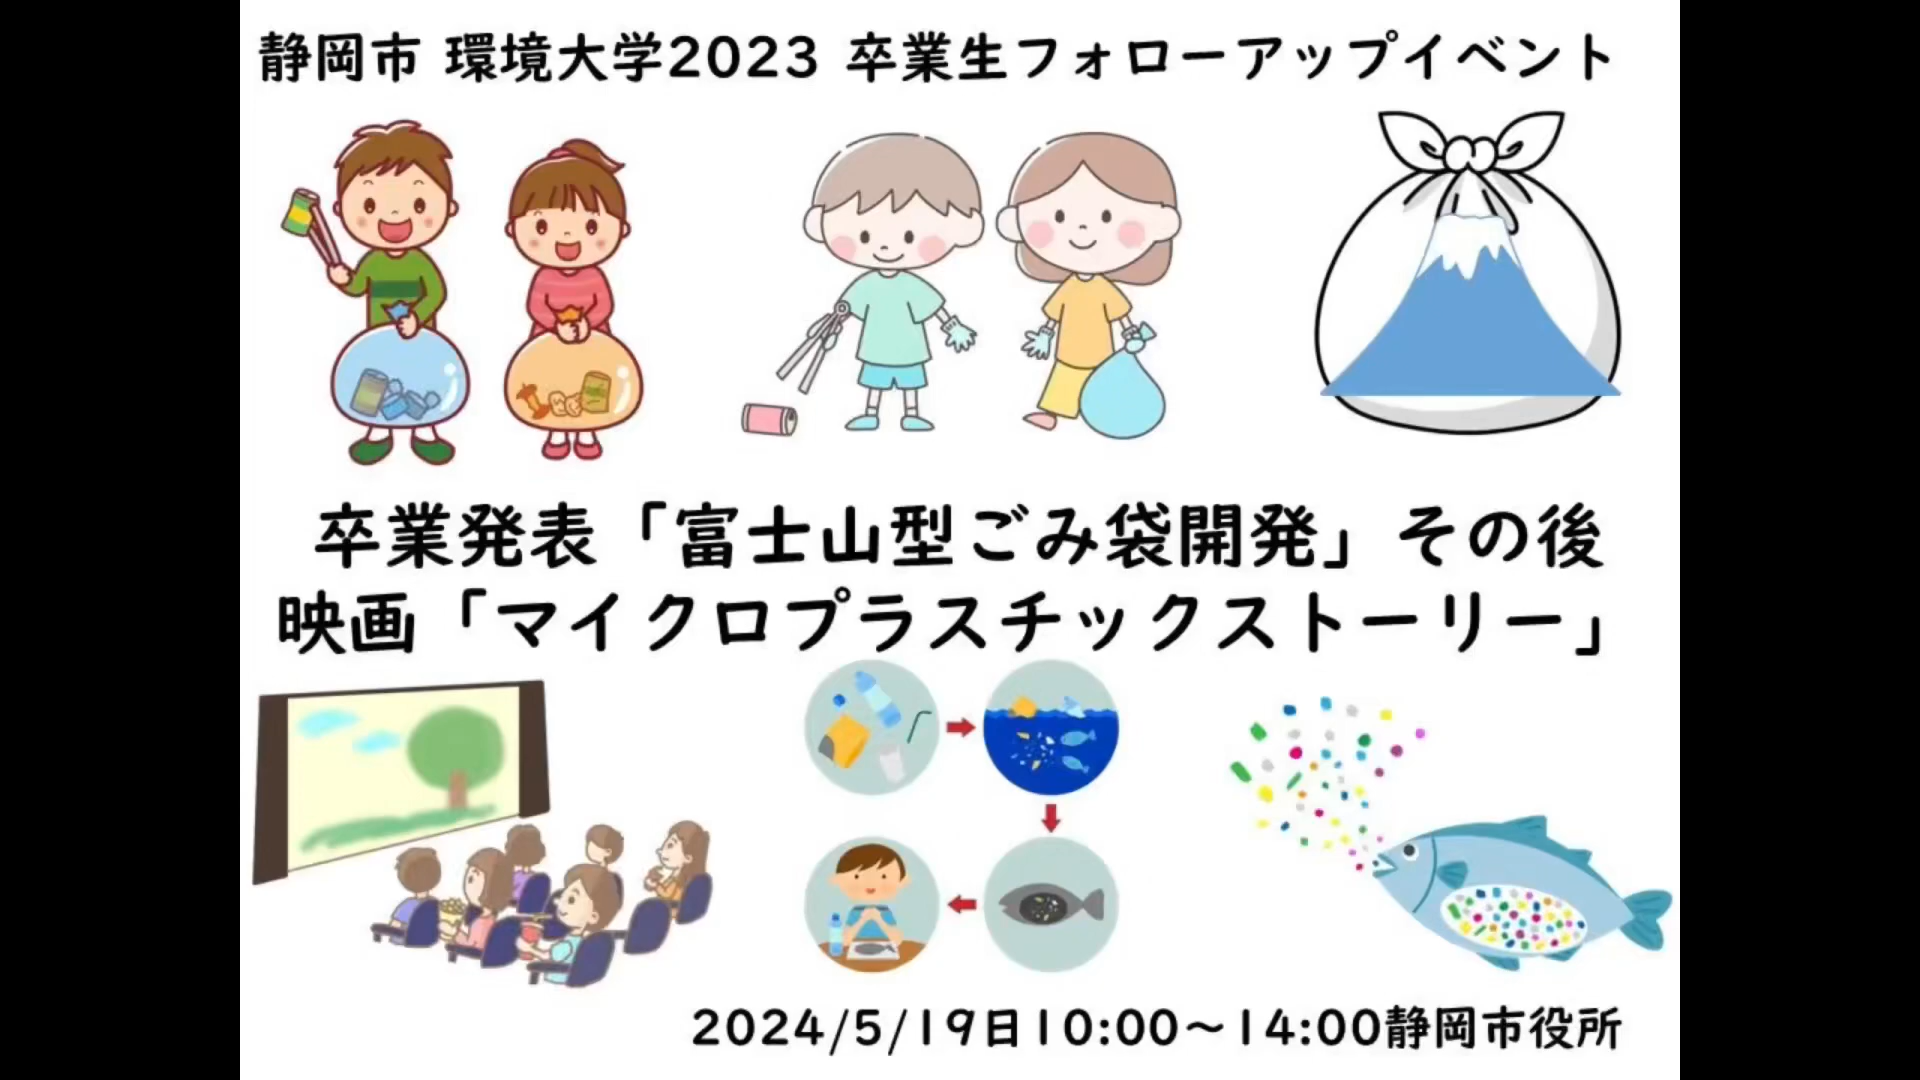 静岡市 環境大学2023 卒業生フォローアップイベント
卒業発表「富士山型ごみ袋開発」その後
映画「マイクロプラスチックストーリー」
2024/5/19日10:00～14:00静岡市役所